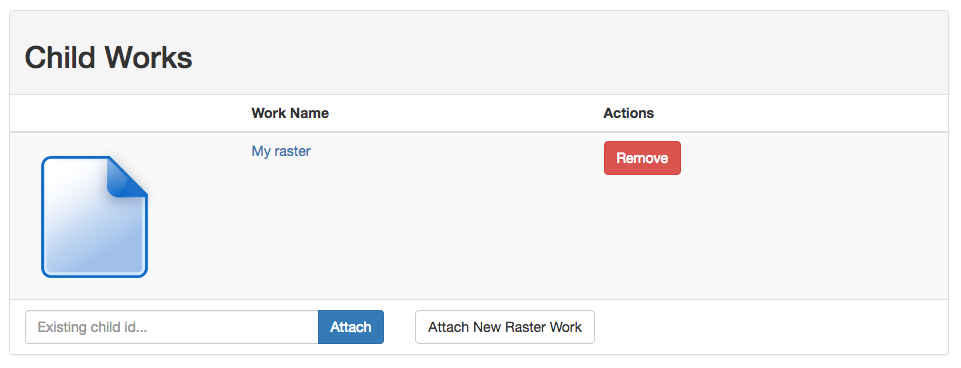 Child Works
Work Name Actions
My raster Remove
Existing child id... Attach Attach New Raster Work